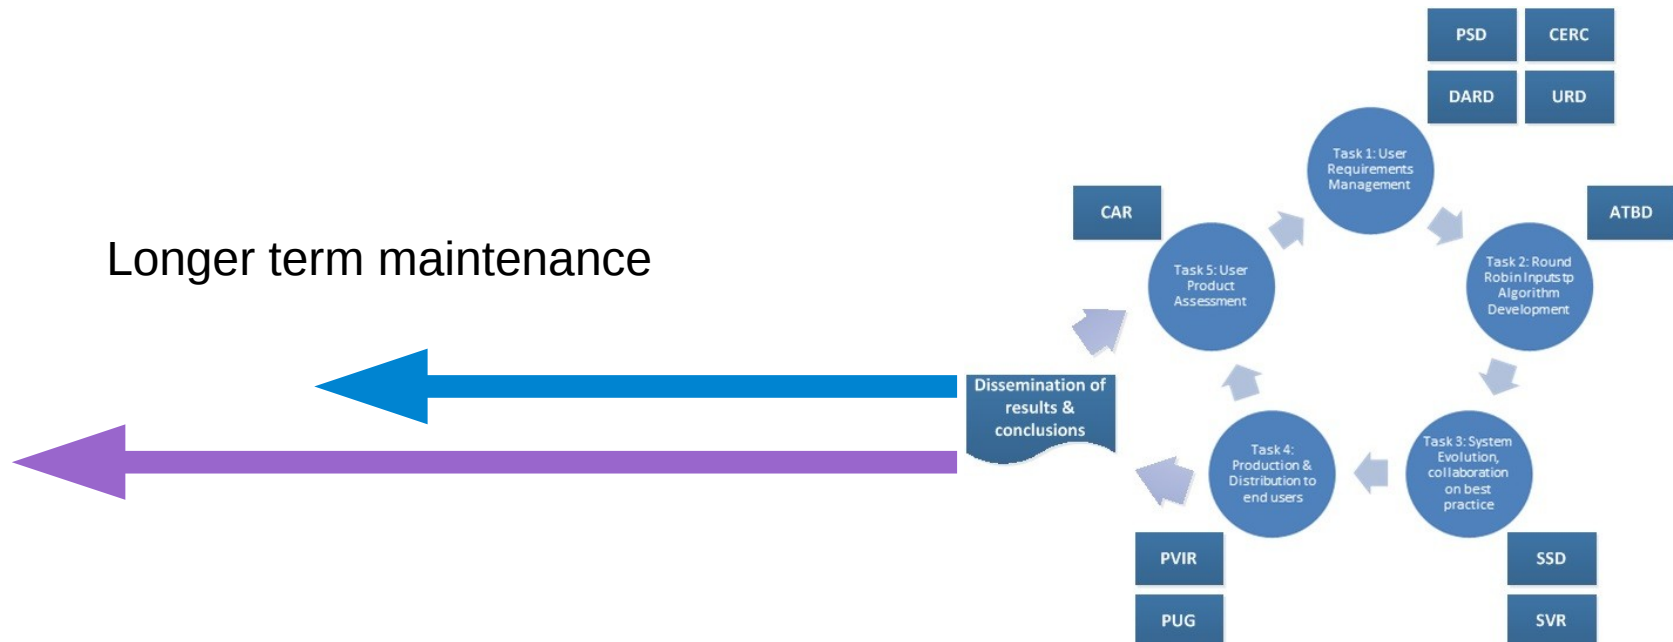 PSD
CERC
DARD
URD
Task 1: User
Requirements
Management
CAR
ATBD
Longer term maintenance
Task 5: User
Product
Assessment
Task 2: Round
Robin Inputs tp
Algorithm
Development
Dissemination of
results &
conclusions
Task 4:
Production &
Distribution to
end users
Task 3: System
Evolution,
collaboration
on best
practice
PVIR
SSD
PUG
SVR